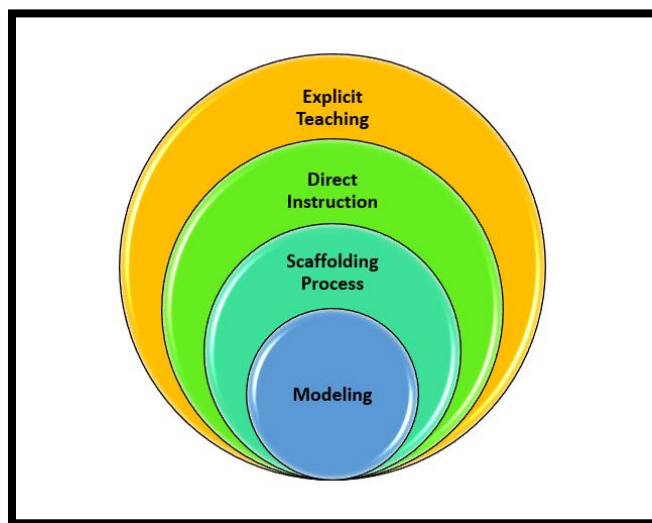 Explicit
Teaching
Direct
Instruction
Scaffolding
Process
Modeling